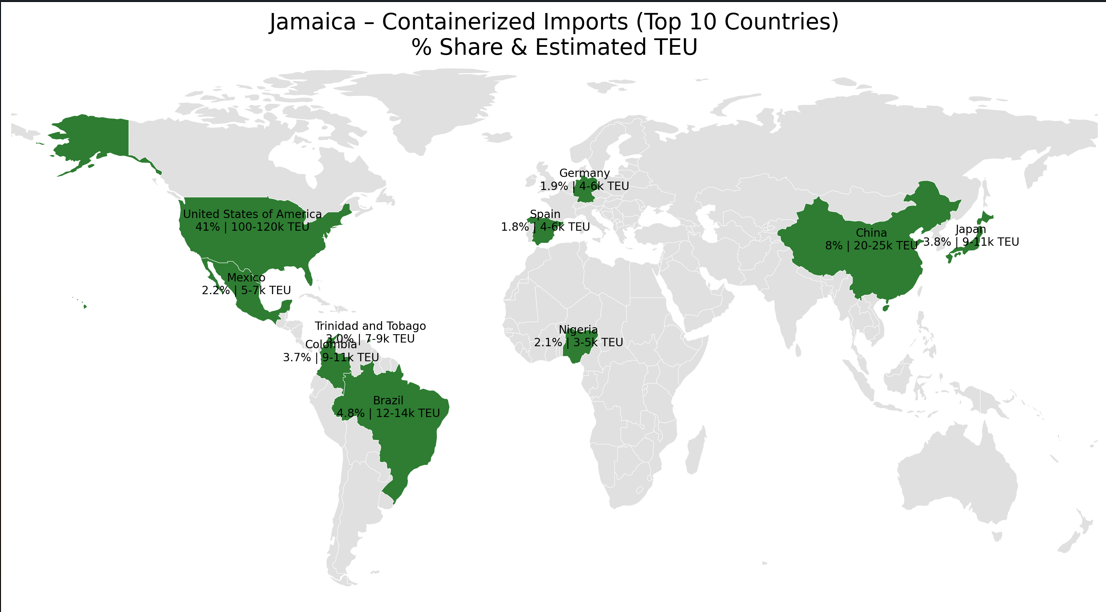 Jamaica – Containerized Imports (Top 10 Countries)
% Share & Estimated TEU
Germany
1.9% | 4-6k TEU
United States of America
41% | 100-120k TEU
Spain
1.8% | 4-6k TEU
China
8% | 20-25k TEU
Japan
3.8% | 9-11k TEU
Mexico
2.2% | 5-7k TEU
Trinidad and Tobago
3.0% | 7-9k TEU
Nigeria
2.1% | 3-5k TEU
Colombia
3.7% | 9-11k TEU
Brazil
4.8% | 12-14k TEU